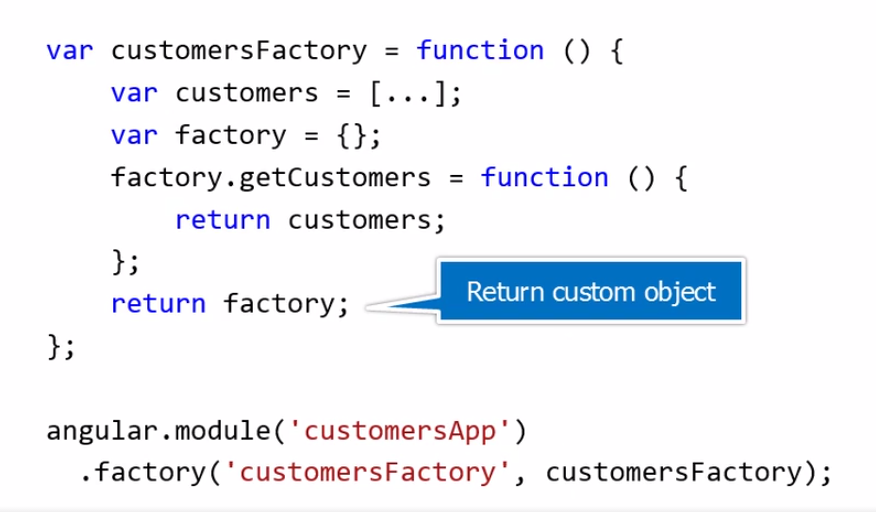 var customersFactory = function () {
    var customers = [...];
    var factory = {};
    factory.getCustomers = function () {
        return customers;
    };
    return factory;
Return custom object
};
angular.module('customersApp')
  .factory('customersFactory', customersFactory);